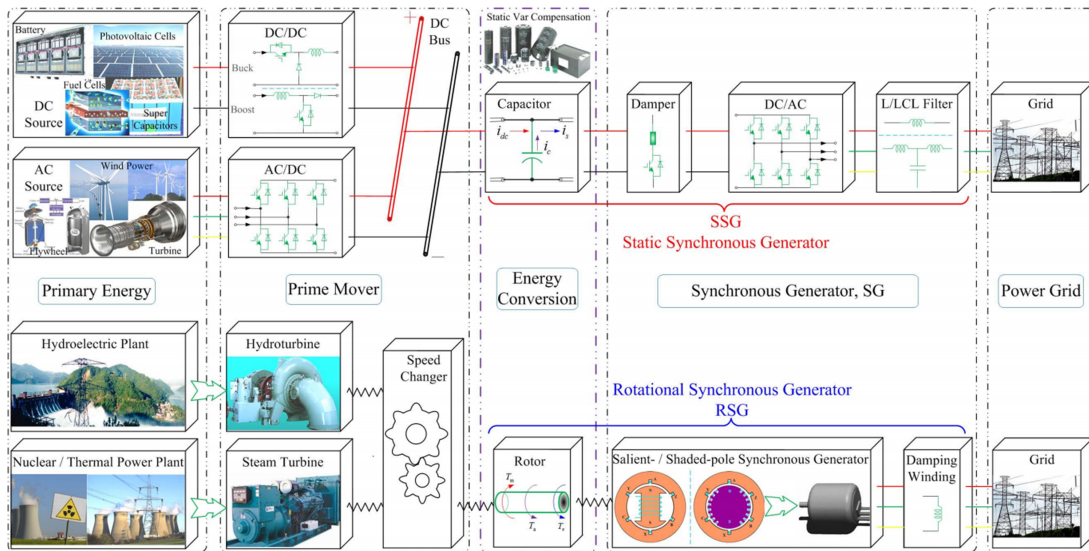 Battery
Photovoltaic Cells
Fuel Cells
DC
Source
Super
Capacitors
DC/DC
Buck
Boost
+
DC
Bus
Static Var Compensation
Capacitor
i_dc
i_s
i_c
Damper
DC/AC
L/LCL Filter
Grid
AC
Source
Wind Power
Flywheel
Turbine
AC/DC
—
SSG
Static Synchronous Generator
Primary Energy
Prime Mover
Energy
Conversion
Synchronous Generator, SG
Power Grid
Hydroelectric Plant
Hydroturbine
Speed
Changer
Rotational Synchronous Generator
RSG
Nuclear / Thermal Power Plant
Steam Turbine
Rotor
T_m
T_e
Salient- / Shaded-pole Synchronous Generator
Damping
Winding
Grid